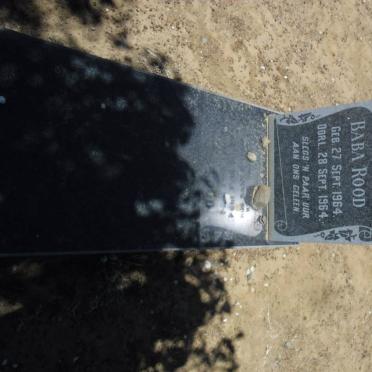 BABA ROOD
GEB. 27 SEPT. 1964.
OORL. 28 SEPT. 1964.
SLEGS 'N PAAR UUR
AAN ONS GELEEN